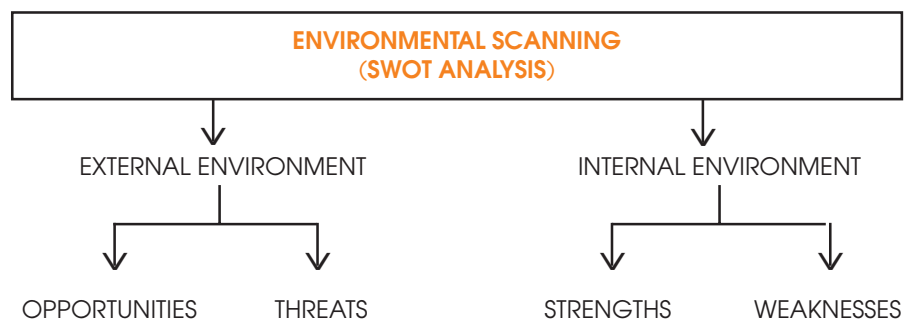 ENVIRONMENTAL SCANNING
(SWOT ANALYSIS)
EXTERNAL ENVIRONMENT
INTERNAL ENVIRONMENT
OPPORTUNITIES
THREATS
STRENGTHS
WEAKNESSES